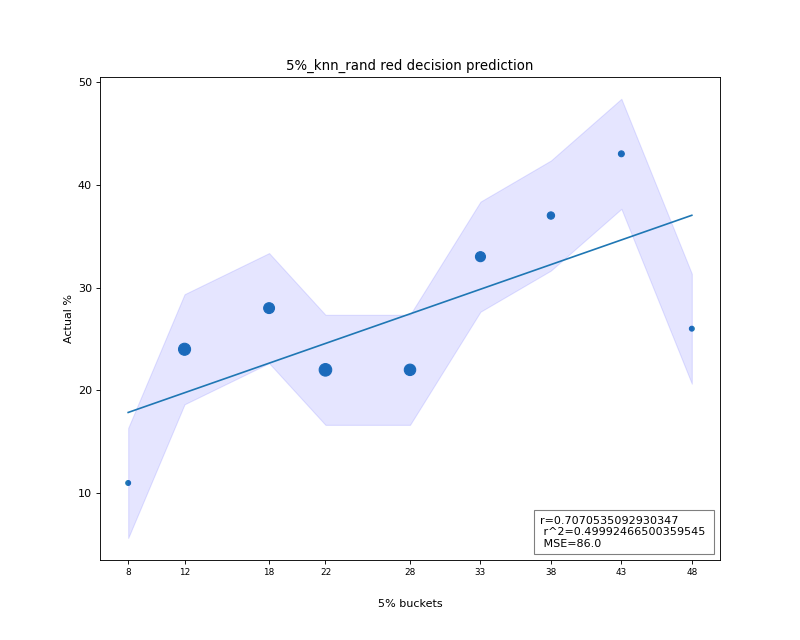 5%_knn_rand red decision prediction
50
40
30
20
10
Actual %
r=0.7070535092930347
r^2=0.49992466500359545
MSE=86.0
8 12 18 22 28 33 38 43 48
5% buckets